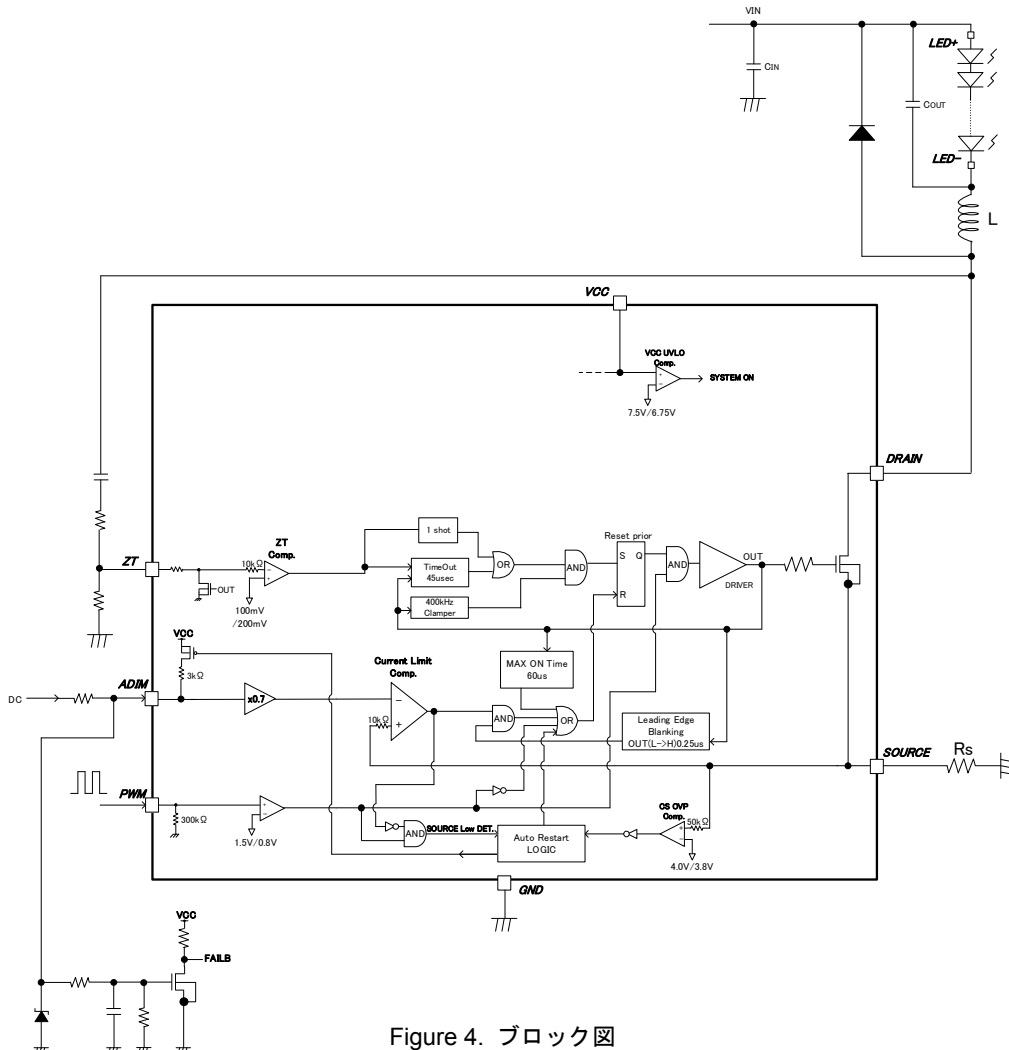 VIN
CIN
LED+
COUT
LED-
L
VCC
VCC UVLO
Comp.
SYSTEM ON
7.5V/6.75V
DRAIN
ZT
10kΩ
ZT
Comp.
OUT
100mV
/200mV
1 shot
TimeOut
45usec
400kHz
Clamper
OR
AND
Reset prior
S
Q
R
AND
OUT
DRIVER
VCC
3kΩ
DC
ADIM
x0.7
Current Limit
Comp.
10kΩ
-
+
MAX ON Time
60us
AND
OR
Leading Edge
Blanking
OUT(L->H)0.25us
SOURCE
Rs
PWM
300kΩ
1.5V/0.8V
AND
SOURCE Low DET.
Auto Restart
LOGIC
CS OVP
Comp.
50kΩ
4.0V/3.8V
GND
VCC
FAILB
Figure 4. ブロック図